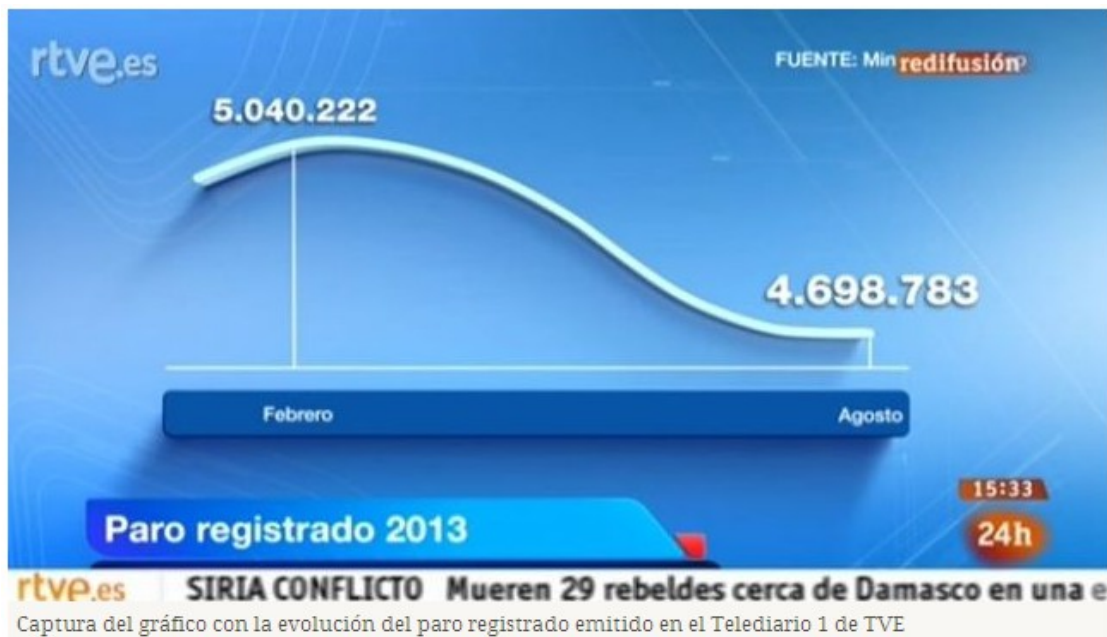 rtve.es
FUENTE: Min redifusión
5.040.222
4.698.783
Febrero
Agosto
15:33
Paro registrado 2013
24h
rtve.es SIRIA CONFLICTO Mueren 29 rebeldes cerca de Damasco en una e
Captura del gráfico con la evolución del paro registrado emitido en el Telediario 1 de TVE